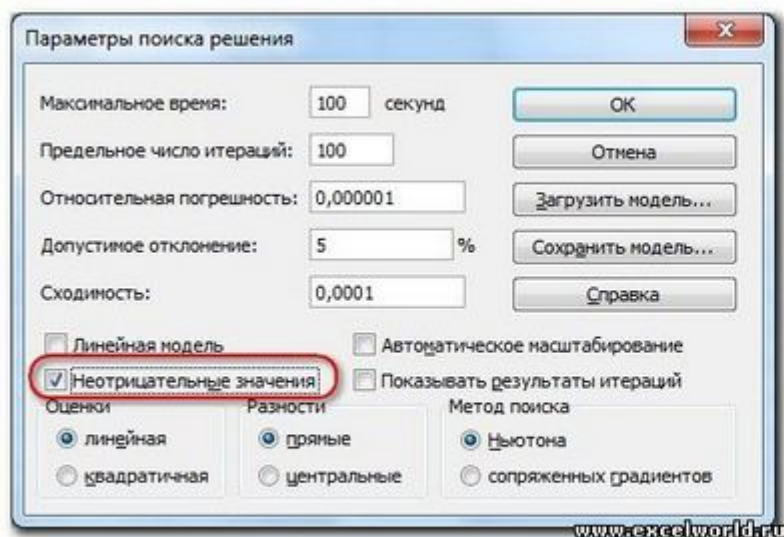 Параметры поиска решения
Максимальное время: 100 секунд
OK
Предельное число итераций: 100
Отмена
Относительная погрешность: 0,000001
Загрузить модель...
Допустимое отклонение: 5 %
Сохранить модель...
Сходимость: 0,0001
Справка
Линейная модель
Автоматическое масштабирование
Неотрицательные значения
Показывать результаты итераций
Оценки
Разности
Метод поиска
линейная
прямые
Ньютона
квадратичная
центральные
сопряженных градиентов
www.excelworld.ru